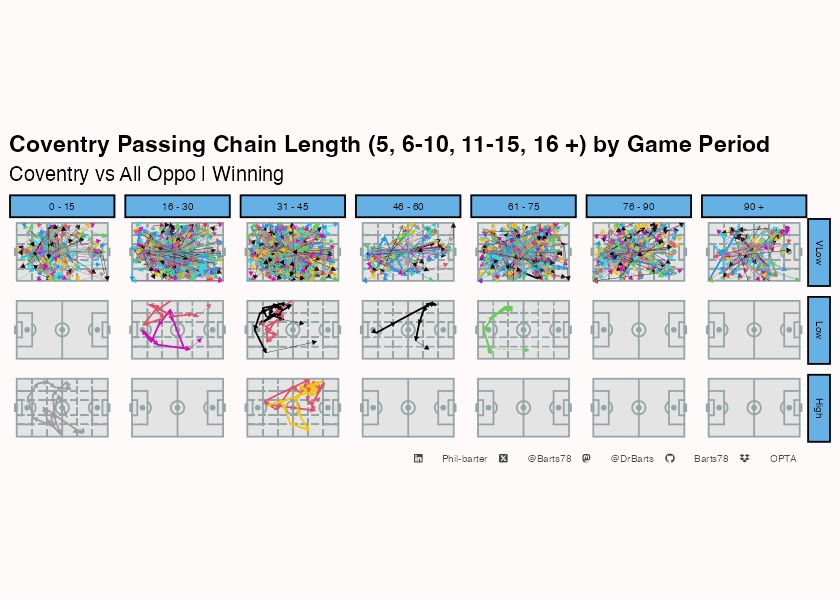 Coventry Passing Chain Length (5, 6-10, 11-15, 16 +) by Game Period
Coventry vs All Oppo | Winning
0 - 15 16 - 30 31 - 45 46 - 60 61 - 75 76 - 90 90 +
VLow
Low
High
Phil-barter @Barts78 @DrBarts Barts78 OPTA